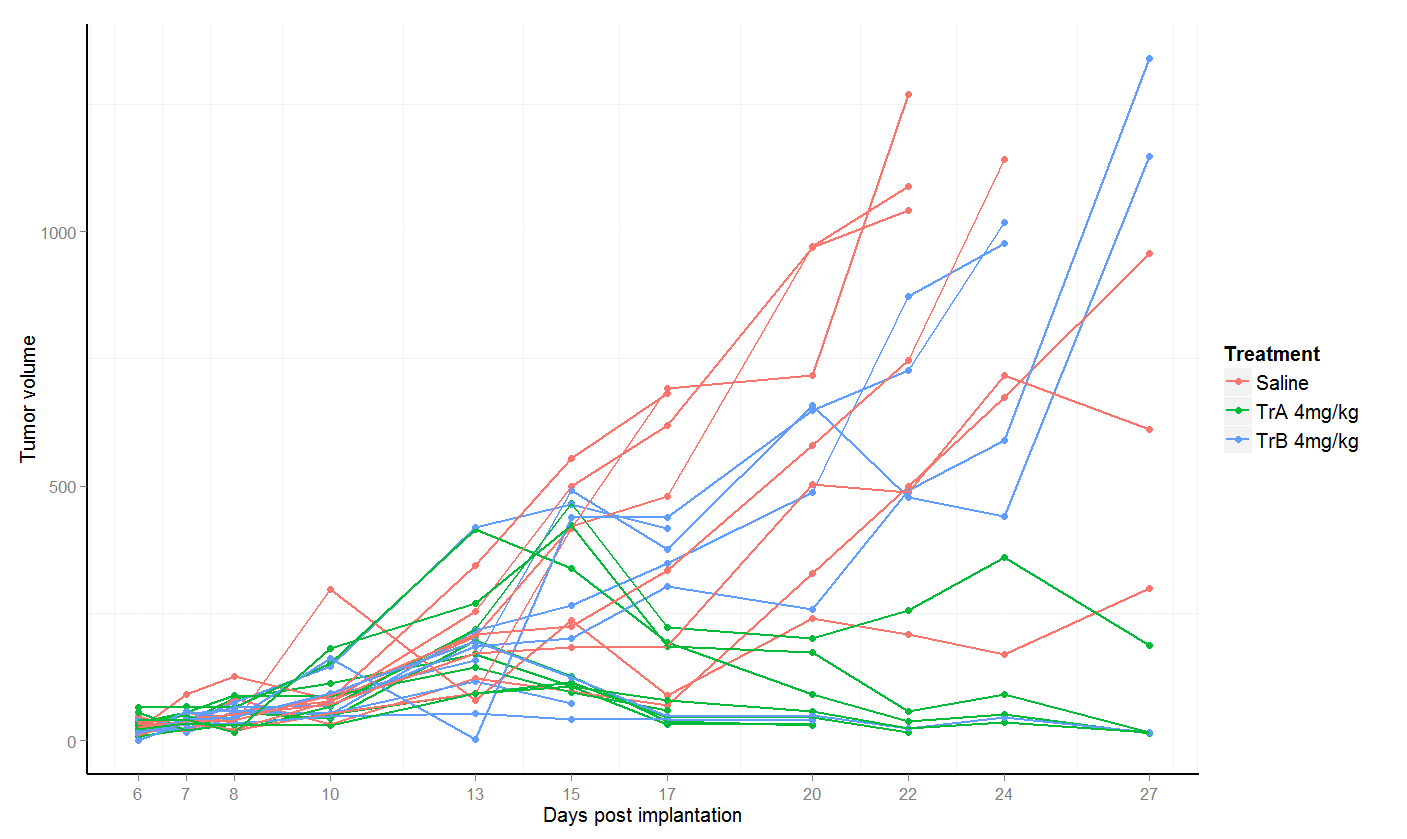 Tumor volume
1000
500
0
6 7 8 10 13 15 17 20 22 24 27
Days post implantation
Treatment
Saline
TrA 4mg/kg
TrB 4mg/kg